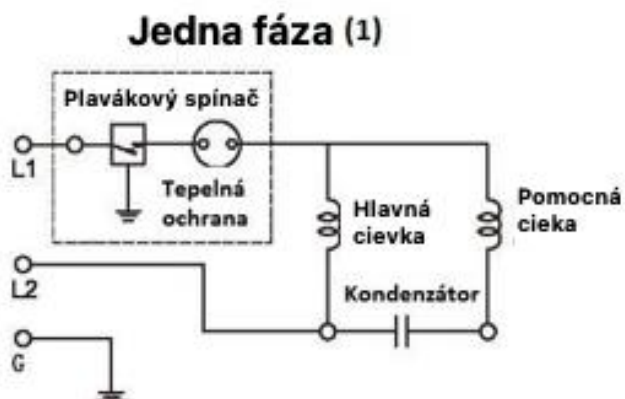 Jedna fáza (1)
Plavákový spínač
L1
Tepelná
ochrana
Hlavná
cievka
Pomocná
cieka
L2
Kondenzátor
G